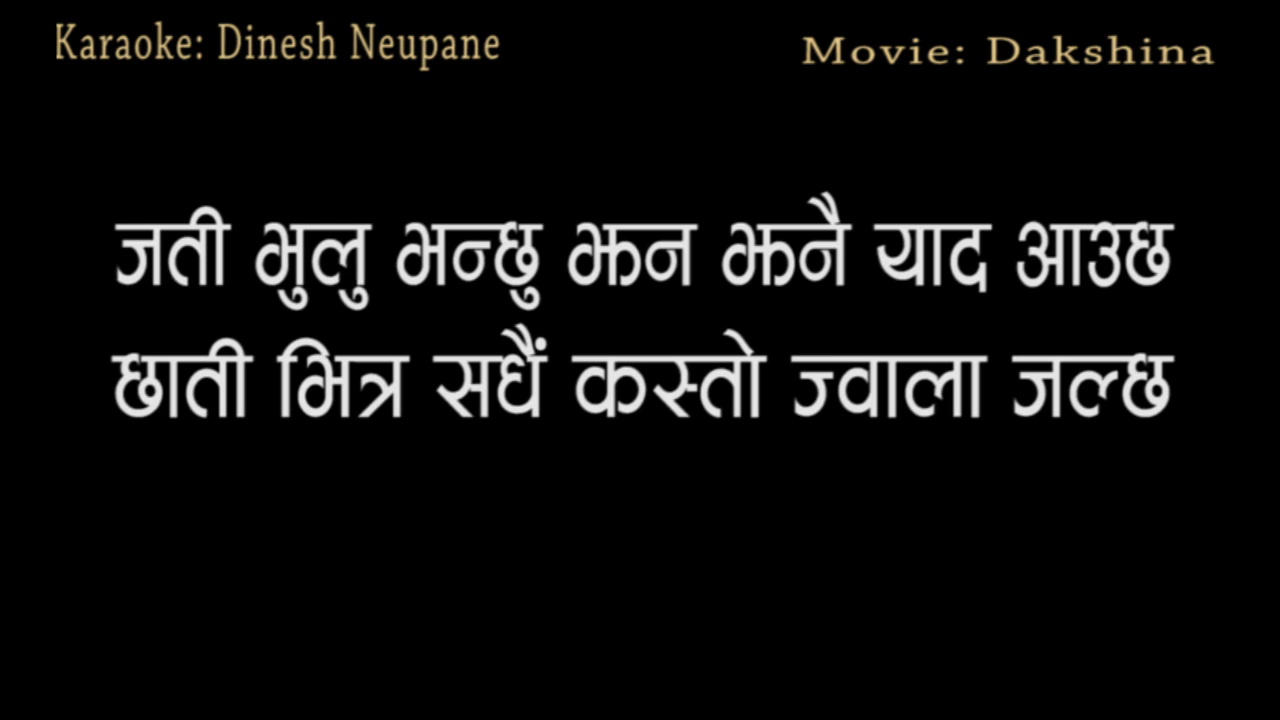 Karaoke: Dinesh Neupane
Movie: Dakshina
जती भुलु भन्छु झन झनै याद आउछ
छाती भित्र सधैं कस्तो ज्वाला जल्छ